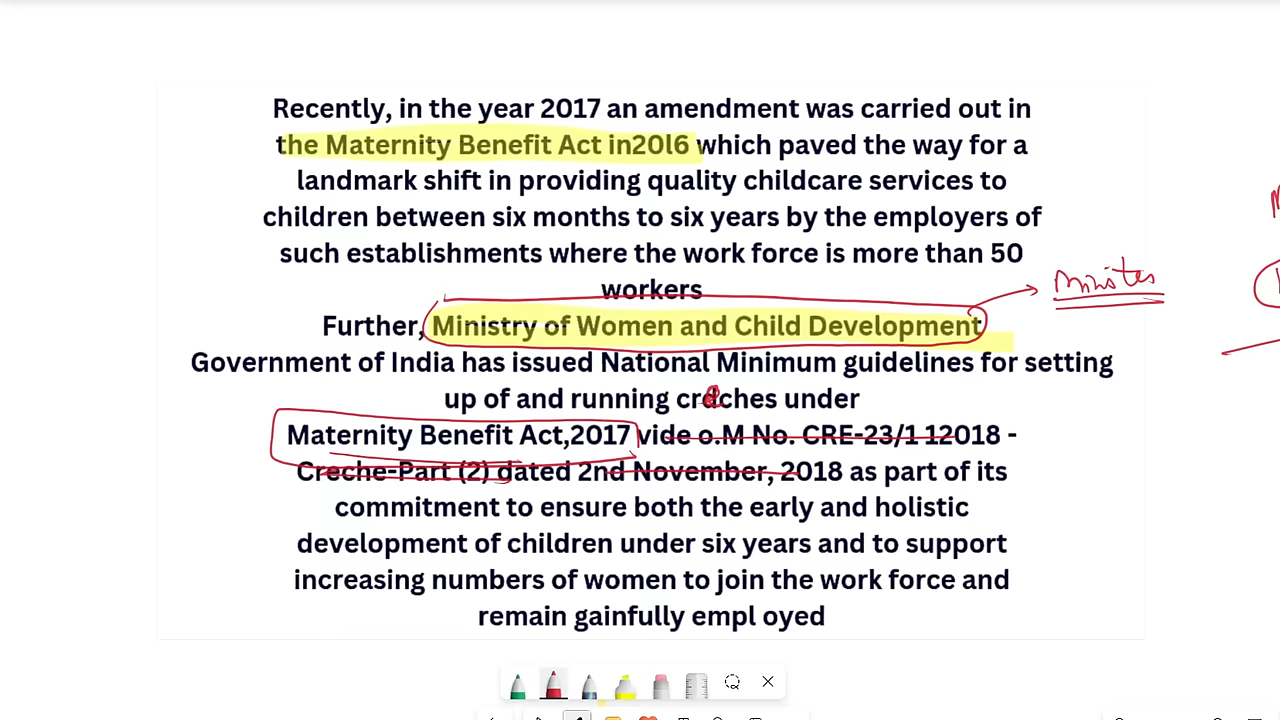 Recently, in the year 2017 an amendment was carried out in
the Maternity Benefit Act in20l6 which paved the way for a
landmark shift in providing quality childcare services to
children between six months to six years by the employers of
such establishments where the work force is more than 50
workers
Further, Ministry of Women and Child Development
Ministes
Government of India has issued National Minimum guidelines for setting
up of and running creches under
Maternity Benefit Act,2017 vide o.M No. CRE-23/1 12018 -
Creche-Part (2) dated 2nd November, 2018 as part of its
commitment to ensure both the early and holistic
development of children under six years and to support
increasing numbers of women to join the work force and
remain gainfully empl oyed